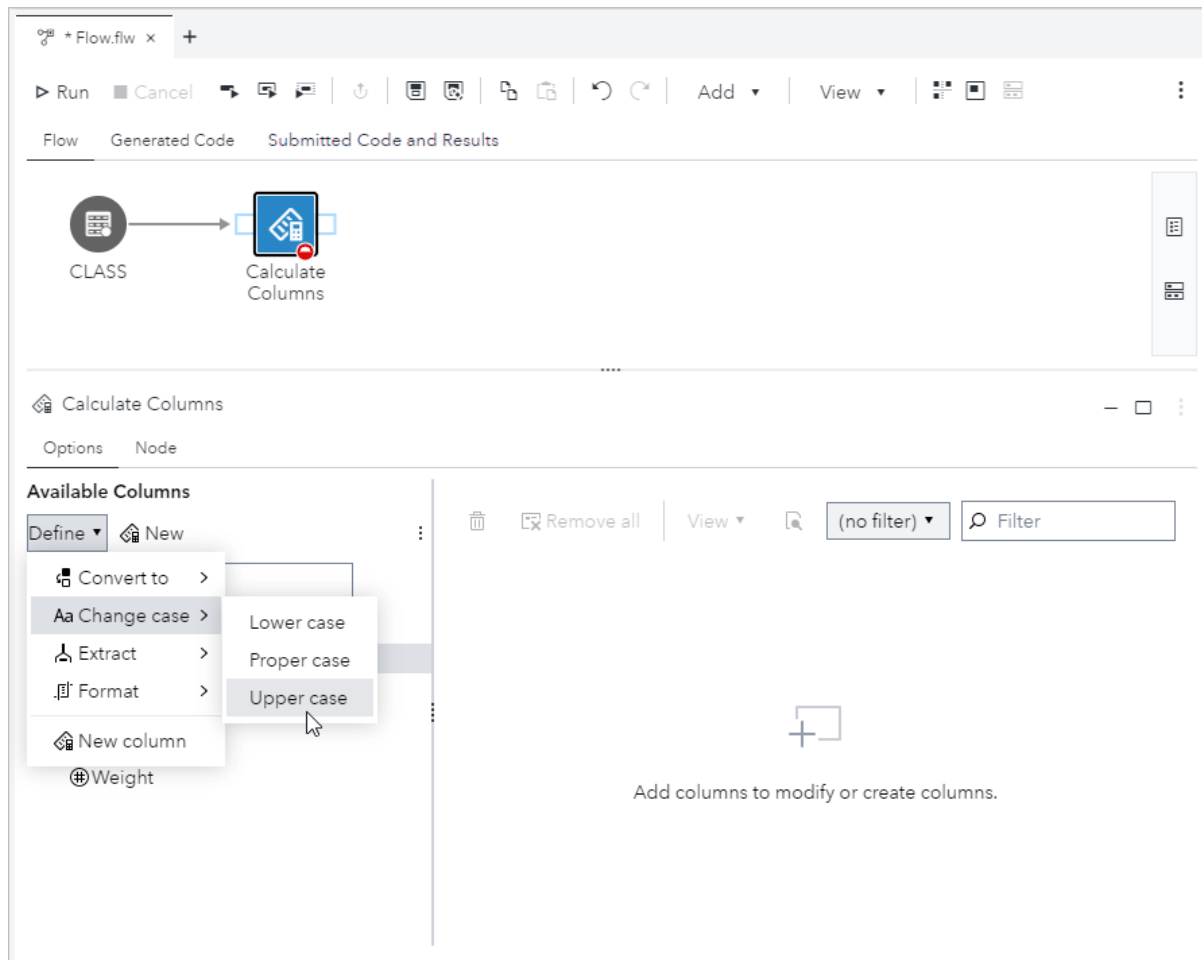 * Flow.flw × +
Run Cancel Add View
Flow Generated Code Submitted Code and Results
CLASS
Calculate
Columns
Calculate Columns
Options Node
Available Columns
Define New
Remove all View (no filter) Filter
Convert to
Aa Change case
Extract
Format
New column
Lower case
Proper case
Upper case
Weight
Add columns to modify or create columns.